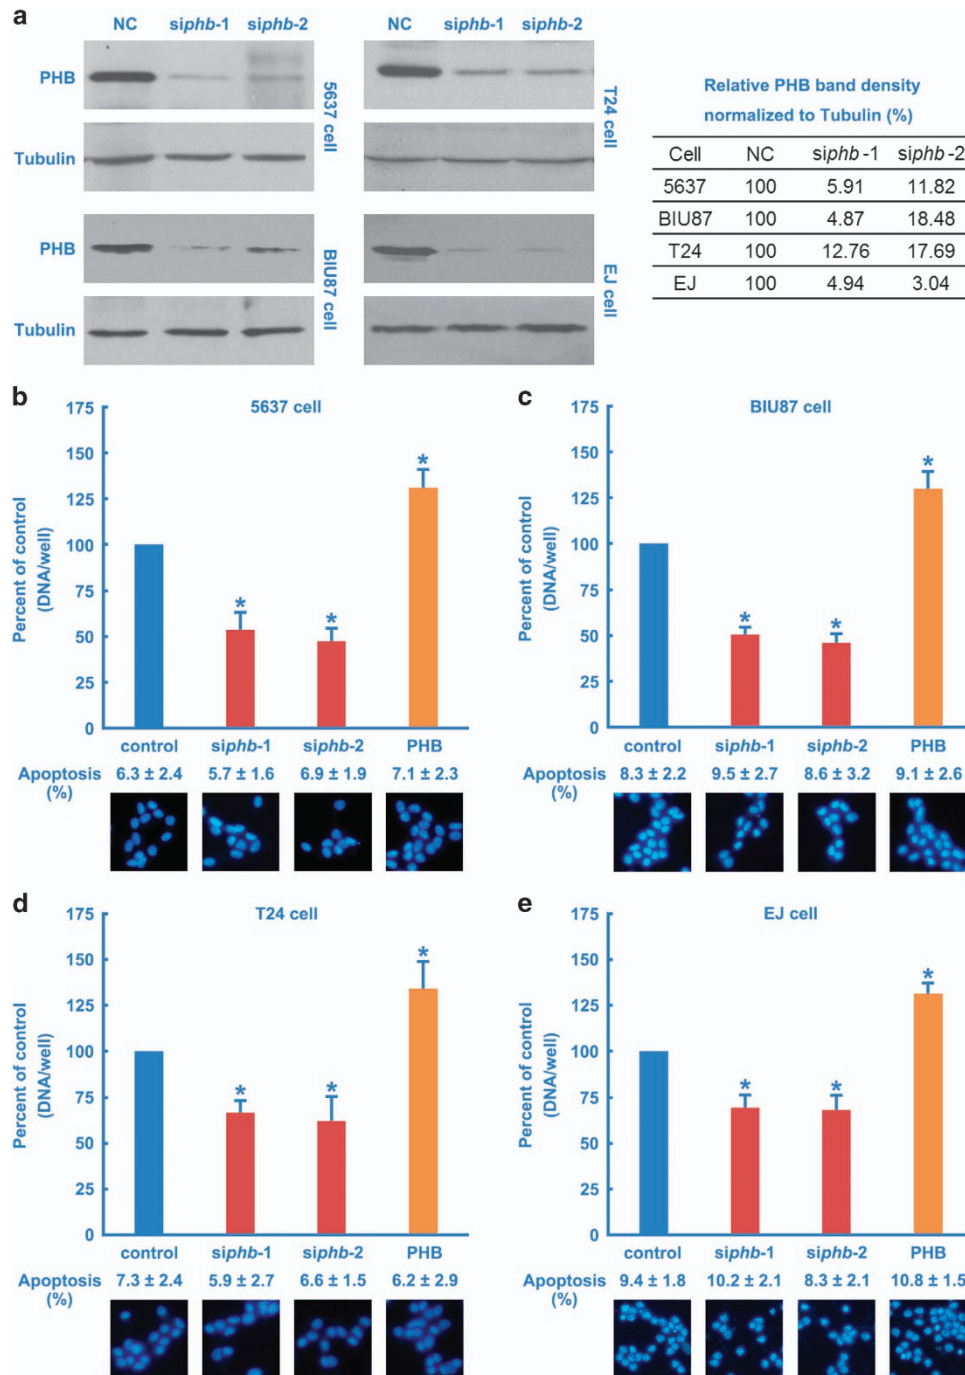 a
NC siphb-1 siphb-2
PHB
Tubulin
5637 cell
PHB
Tubulin
BIU87 cell
NC siphb-1 siphb-2
T24 cell
EJ cell
Relative PHB band density
normalized to Tubulin (%)
Cell NC siphb-1 siphb-2
5637 100 5.91 11.82
BIU87 100 4.87 18.48
T24 100 12.76 17.69
EJ 100 4.94 3.04
b
5637 cell
Percent of control
(DNA/well)
175
150
125
100
75
50
25
0
* * *
control siphb-1 siphb-2 PHB
Apoptosis 6.3 ± 2.4 5.7 ± 1.6 6.9 ± 1.9 7.1 ± 2.3
(%)
c
BIU87 cell
Percent of control
(DNA/well)
175
150
125
100
75
50
25
0
* * *
control siphb-1 siphb-2 PHB
Apoptosis 8.3 ± 2.2 9.5 ± 2.7 8.6 ± 3.2 9.1 ± 2.6
(%)
d
T24 cell
Percent of control
(DNA/well)
175
150
125
100
75
50
25
0
* * *
control siphb-1 siphb-2 PHB
Apoptosis 7.3 ± 2.4 5.9 ± 2.7 6.6 ± 1.5 6.2 ± 2.9
(%)
e
EJ cell
Percent of control
(DNA/well)
175
150
125
100
75
50
25
0
* * *
control siphb-1 siphb-2 PHB
Apoptosis 9.4 ± 1.8 10.2 ± 2.1 8.3 ± 2.1 10.8 ± 1.5
(%)